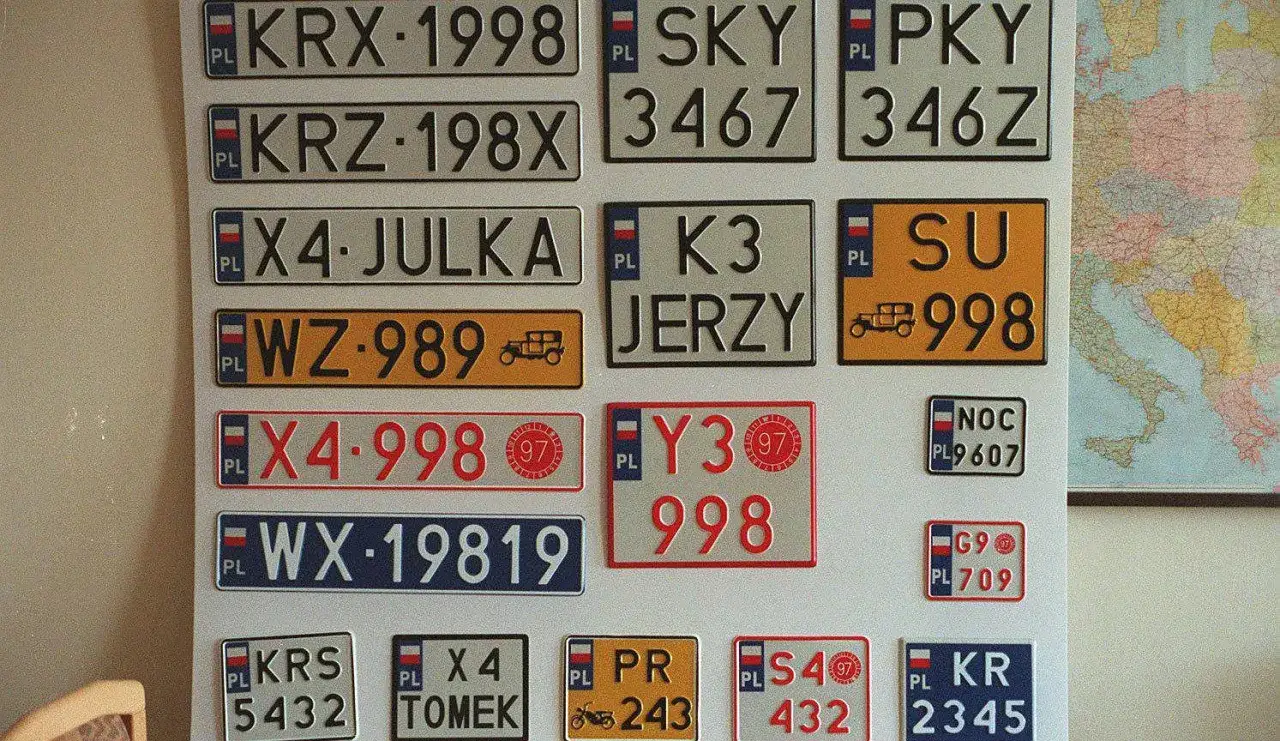 PL KRX·1998
PL SKY
3467
PL PKY
346Z
PL KRZ·198X
PL X4·JULKA
PL K3
JERZY
PL SU
998
PL WZ·989
PL X4·998 97
PL Y3 97
998
PL NOC
9607
PL WX·19819
PL G9 97
709
PL KRS
5432
PL X4
TOMEK
PL PR
243
PL S4 97
432
PL KR
2345